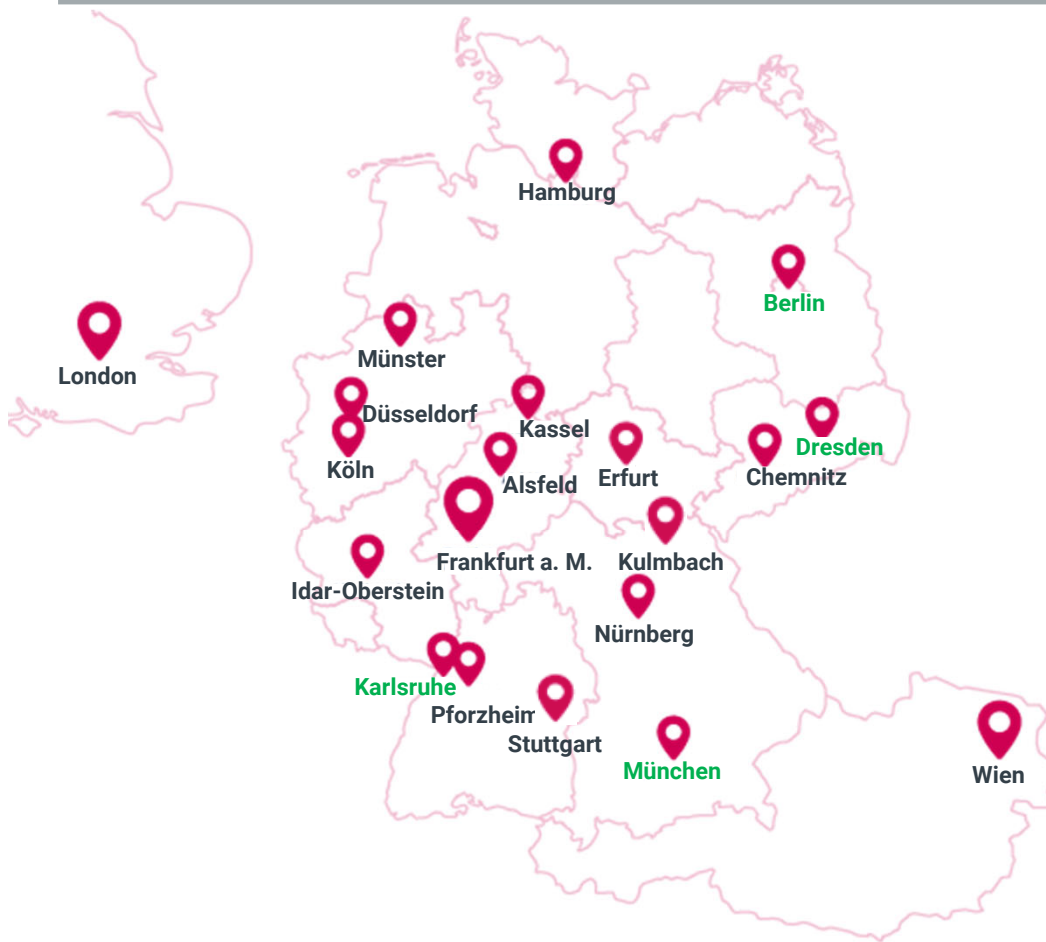 Hamburg
Berlin
Münster
London
Düsseldorf
Kassel
Dresden
Köln
Erfurt
Chemnitz
Alsfeld
Frankfurt a. M.
Kulmbach
Idar-Oberstein
Nürnberg
Karlsruhe
Pforzheim
Stuttgart
München
Wien